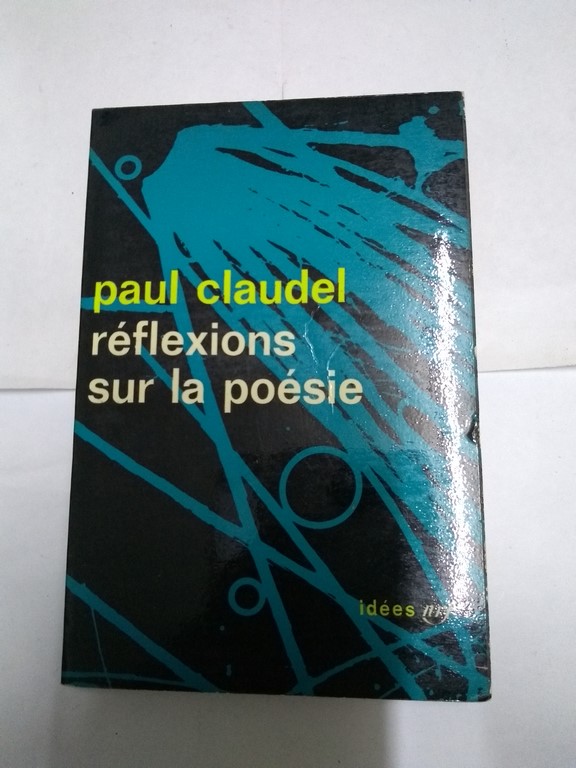 paul claudel
réflexions
sur la poésie
idées